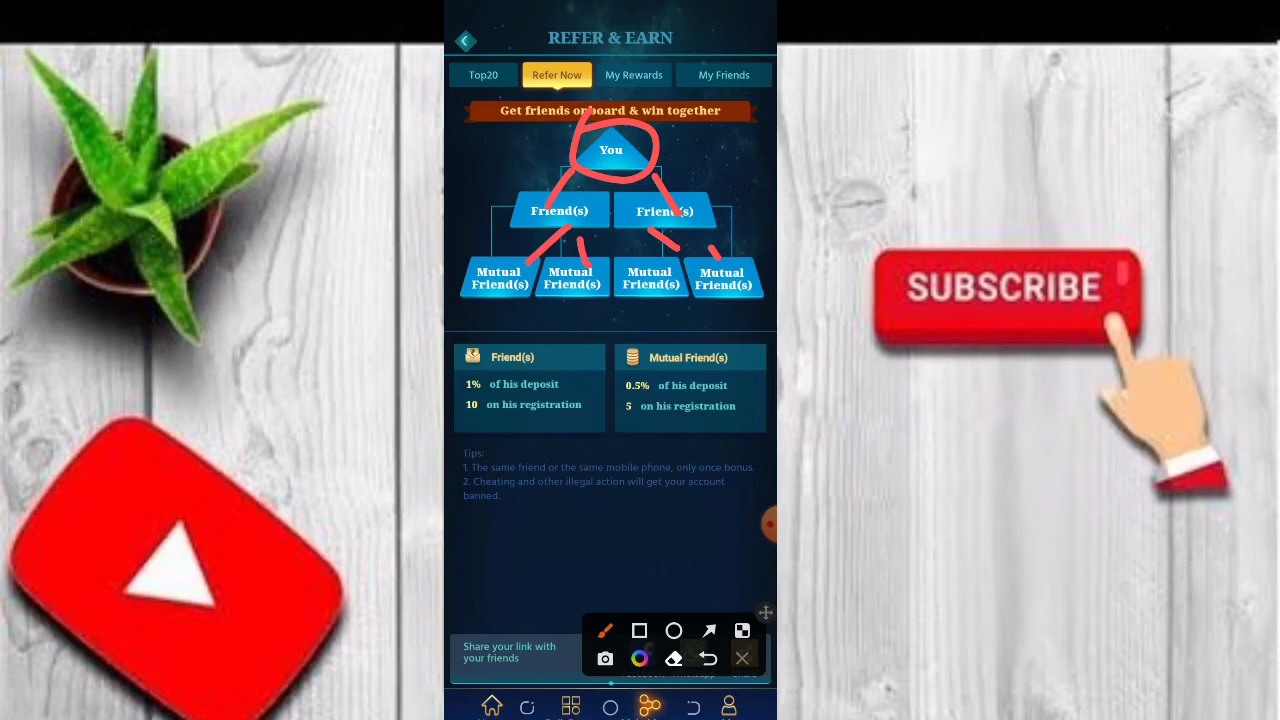 REFER & EARN
Top20 Refer Now My Rewards My Friends
Get friends onboard & win together
You
Friend(s) Friend(s)
Mutual Friend(s) Mutual Friend(s) Mutual Friend(s) Mutual Friend(s)
Friend(s)
1% of his deposit
10 on his registration
Mutual Friend(s)
0.5% of his deposit
5 on his registration
Tips:
1. The same friend or the same mobile phone, only once bonus.
2. Cheating and other illegal action will get your account
banned.
Share your link with
your friends
SUBSCRIBE